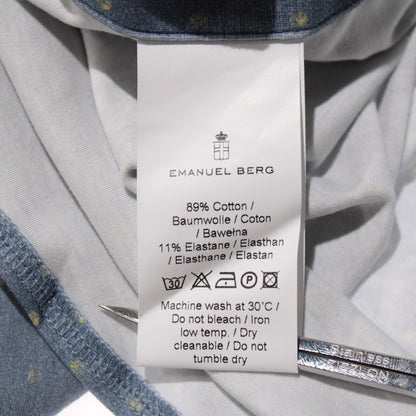 EMANUEL BERG
89% Cotton /
Baumwolle / Coton
/ Bawełna
11% Elastane / Elasthan
/ Elasthane / Elastan
30 P
Machine wash at 30°C /
Do not bleach / Iron
low temp. / Dry
cleanable / Do not
tumble dry